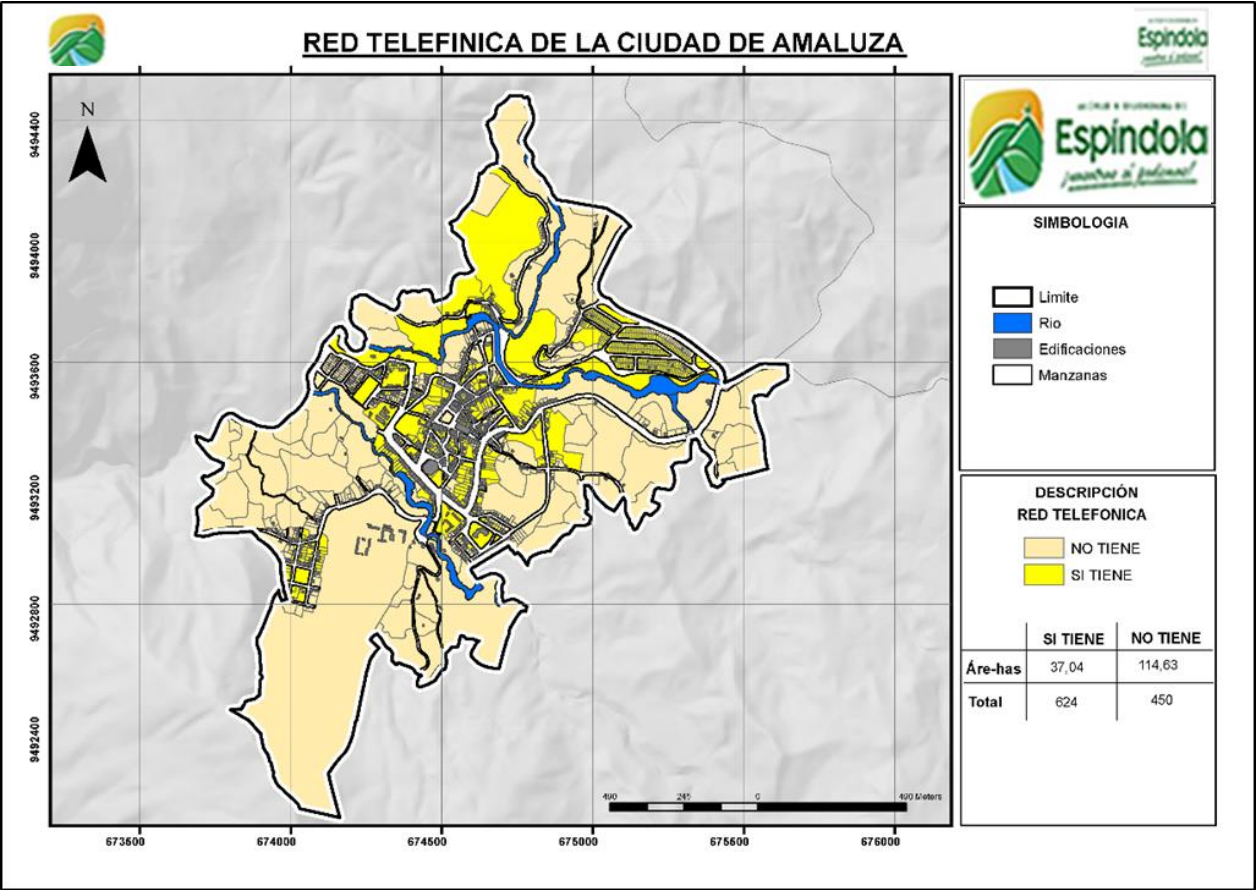 RED TELEFINICA DE LA CIUDAD DE AMALUZA
Espíndola
N
9494400
9494000
9493600
9493200
9492800
9492400
673500
674000
674500
675000
675500
676000
490
245
0
490 Meters
Espíndola
SIMBOLOGIA
Limite
Rio
Edificaciones
Manzanas
DESCRIPCIÓN
RED TELEFONICA
NO TIENE
SI TIENE
SI TIENE NO TIENE
Áre-has 37,04 114,63
Total 624 450